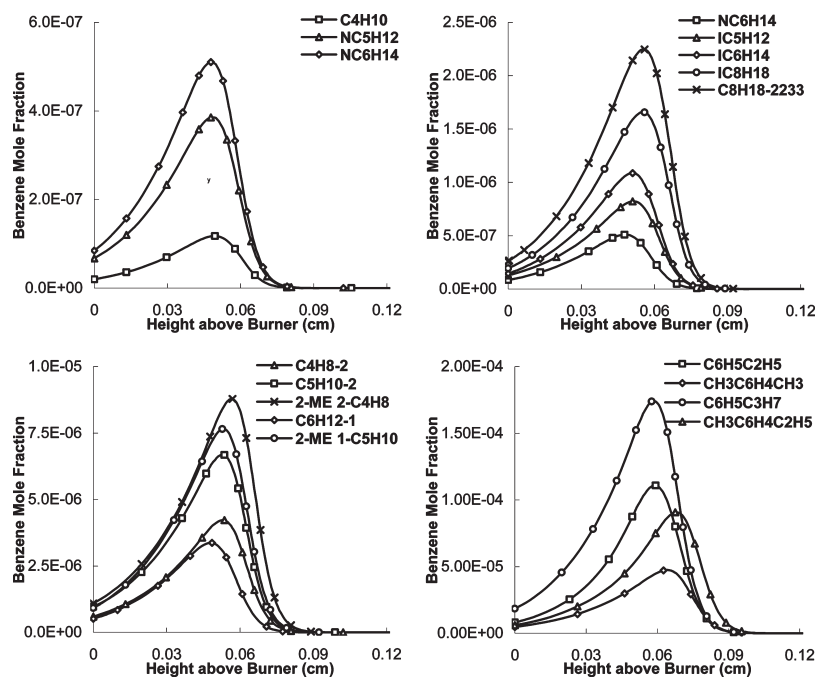 6.0E-07
4.0E-07
2.0E-07
0.0E+00
Benzene Mole Fraction
C4H10
NC5H12
NC6H14
y
0 0.03 0.06 0.09 0.12
Height above Burner (cm)
2.5E-06
2.0E-06
1.5E-06
1.0E-06
5.0E-07
0.0E+00
Benzene Mole Fraction
NC6H14
IC5H12
IC6H14
IC8H18
C8H18-2233
0 0.03 0.06 0.09 0.12
Height above Burner (cm)
1.0E-05
7.5E-06
5.0E-06
2.5E-06
0.0E+00
Benzene Mole Fraction
C4H8-2
C5H10-2
2-ME 2-C4H8
C6H12-1
2-ME 1-C5H10
0 0.03 0.06 0.09 0.12
Height above Burner (cm)
2.00E-04
1.50E-04
1.00E-04
5.00E-05
0.00E+00
Benzene Mole Fraction
C6H5C2H5
CH3C6H4CH3
C6H5C3H7
CH3C6H4C2H5
0 0.03 0.06 0.09 0.12
Height above Burner (cm)